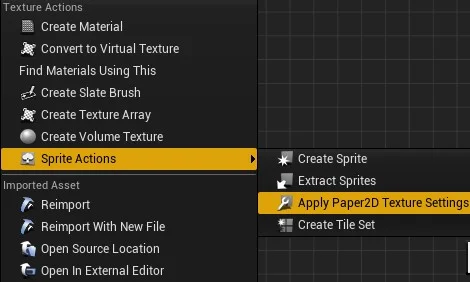 Texture Actions
Create Material
Convert to Virtual Texture
Find Materials Using This
Create Slate Brush
Create Texture Array
Create Volume Texture
Sprite Actions
Create Sprite
Extract Sprites
Apply Paper2D Texture Settings
Create Tile Set
Imported Asset
Reimport
Reimport With New File
Open Source Location
Open In External Editor